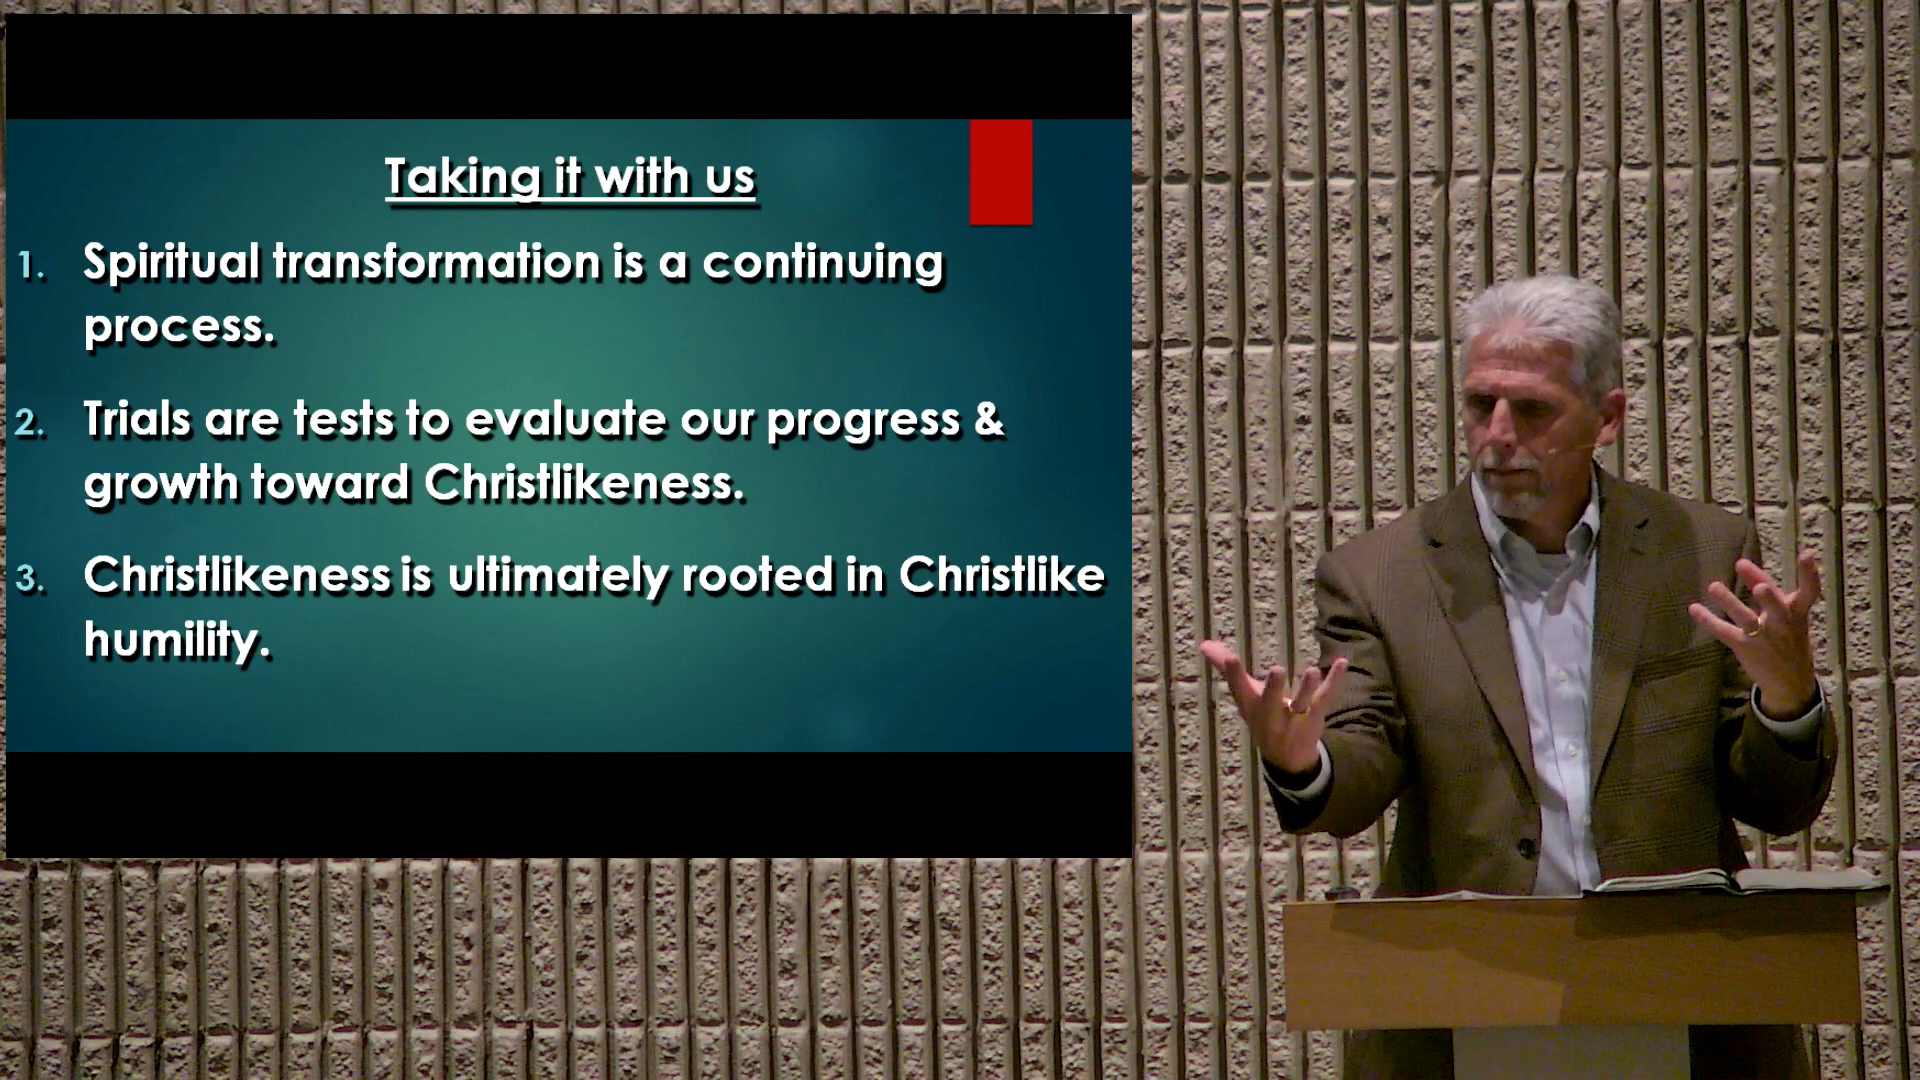 Taking it with us
1. Spiritual transformation is a continuing
process.
2. Trials are tests to evaluate our progress &
growth toward Christlikeness.
3. Christlikeness is ultimately rooted in Christlike
humility.